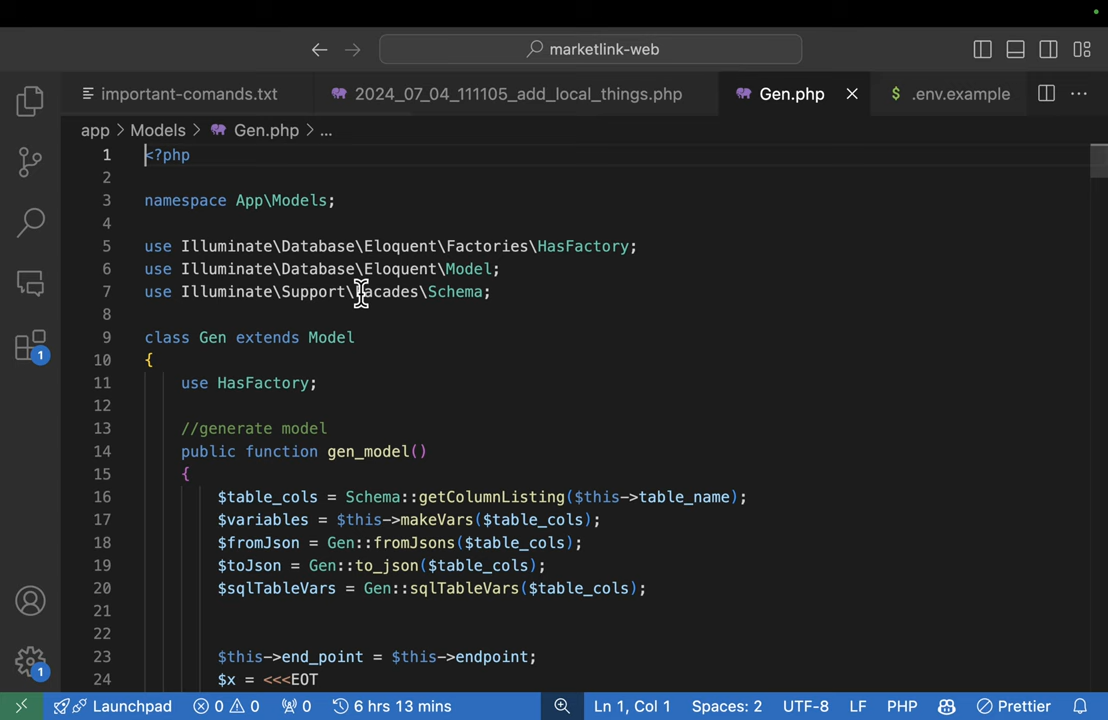 marketlink-web
important-comands.txt 2024_07_04_111105_add_local_things.php Gen.php $ .env.example
app > Models > Gen.php > ...
1 <?php
2
3 namespace App\Models;
4
5 use Illuminate\Database\Eloquent\Factories\HasFactory;
6 use Illuminate\Database\Eloquent\Model;
7 use Illuminate\Support\Facades\Schema;
8
9 class Gen extends Model
10 {
11 use HasFactory;
12
13 //generate model
14 public function gen_model()
15 {
16 $table_cols = Schema::getColumnListing($this->table_name);
17 $variables = $this->makeVars($table_cols);
18 $fromJson = Gen::fromJsons($table_cols);
19 $toJson = Gen::to_json($table_cols);
20 $sqlTableVars = Gen::sqlTableVars($table_cols);
21
22
23 $this->end_point = $this->endpoint;
24 $x = <<<EOT
1
1
Launchpad 0 0 0 6 hrs 13 mins Ln 1, Col 1 Spaces: 2 UTF-8 LF PHP Prettier